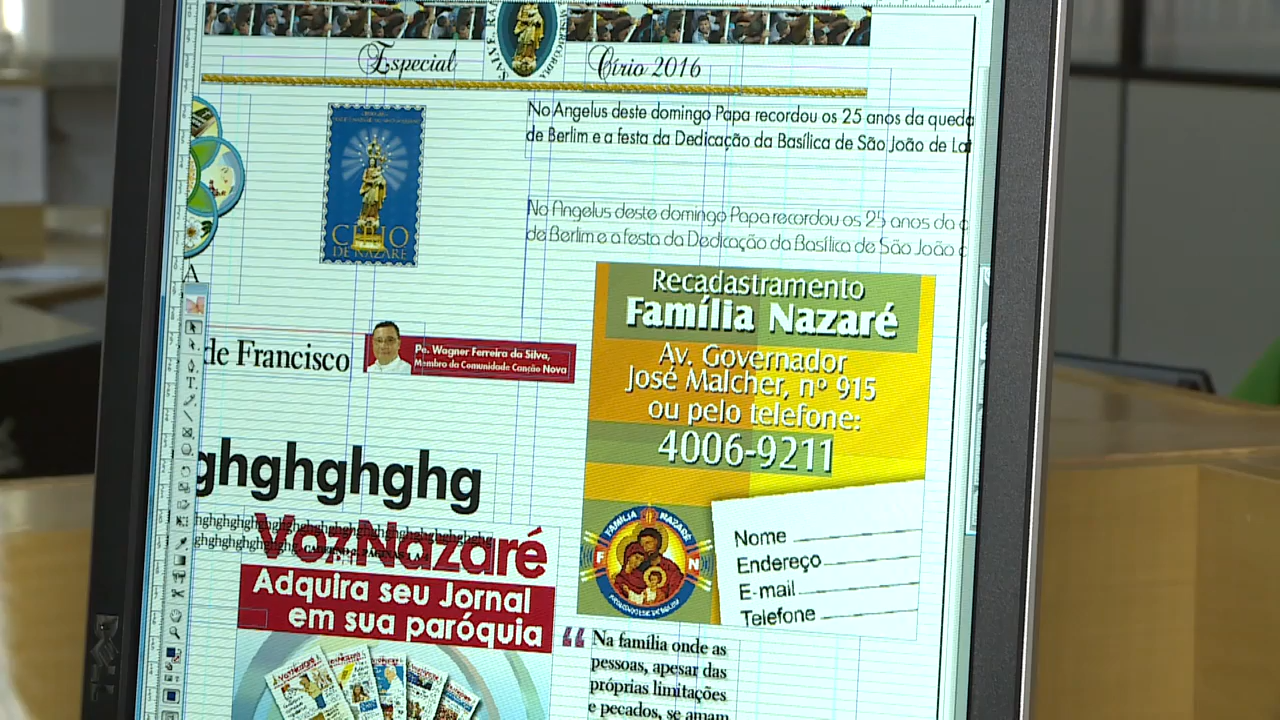 Especial
Círio 2016
No Angelus deste domingo Papa recordou os 25 anos da queda
de Berlim e a festa da Dedicação da Basílica de São João de
No Angelus deste domingo Papa recordou os 25 anos da
de Berlim e a festa da Dedicação da Basílica de São João
CÍRIO
DE NAZARÉ
A
de Francisco
Pe. Wagner Ferreira da Silva,
Membro da Comunidade Canção Nova
Recadastramento
Família Nazaré
Av. Governador
José Malcher, nº 915
ou pelo telefone:
4006-9211
FAMÍLIA NAZARÉ
F N
Nome
Endereço
E-mail
Telefone
ghghghghg
VozNazaré
Adquira seu Jornal
em sua paróquia
“ Na família onde as
pessoas, apesar das
próprias limitações
e pecados, se amam